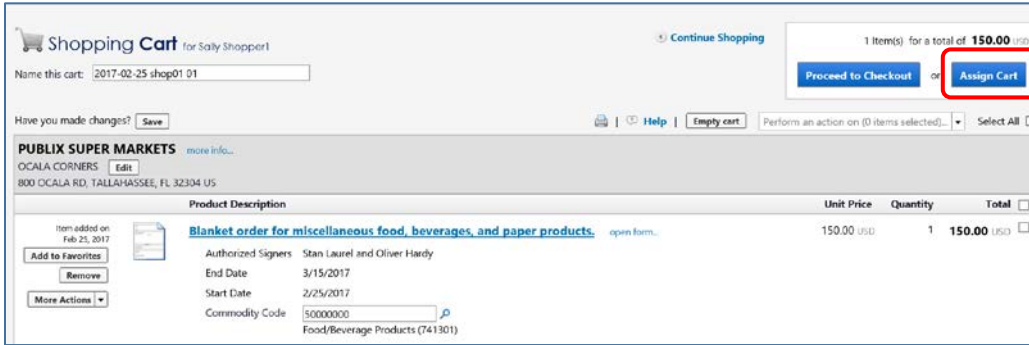 Shopping Cart for Sally Shopper1
Continue Shopping
1 Item(s) for a total of 150.00 USD
Name this cart: 2017-02-25 shop01 01
Proceed to Checkout or Assign Cart
Have you made changes? Save
| Help | Empty cart Perform an action on (0 items selected)... Select All
PUBLIX SUPER MARKETS more info...
OCALA CORNERS Edit
800 OCALA RD, TALLAHASSEE, FL 32304 US
Product Description Unit Price Quantity Total
Item added on
Feb 25, 2017
Add to Favorites
Remove
More Actions
Blanket order for miscellaneous food, beverages, and paper products. open form... 150.00 USD 1 150.00 USD
Authorized Signers Stan Laurel and Oliver Hardy
End Date 3/15/2017
Start Date 2/25/2017
Commodity Code 50000000
Food/Beverage Products (741301)